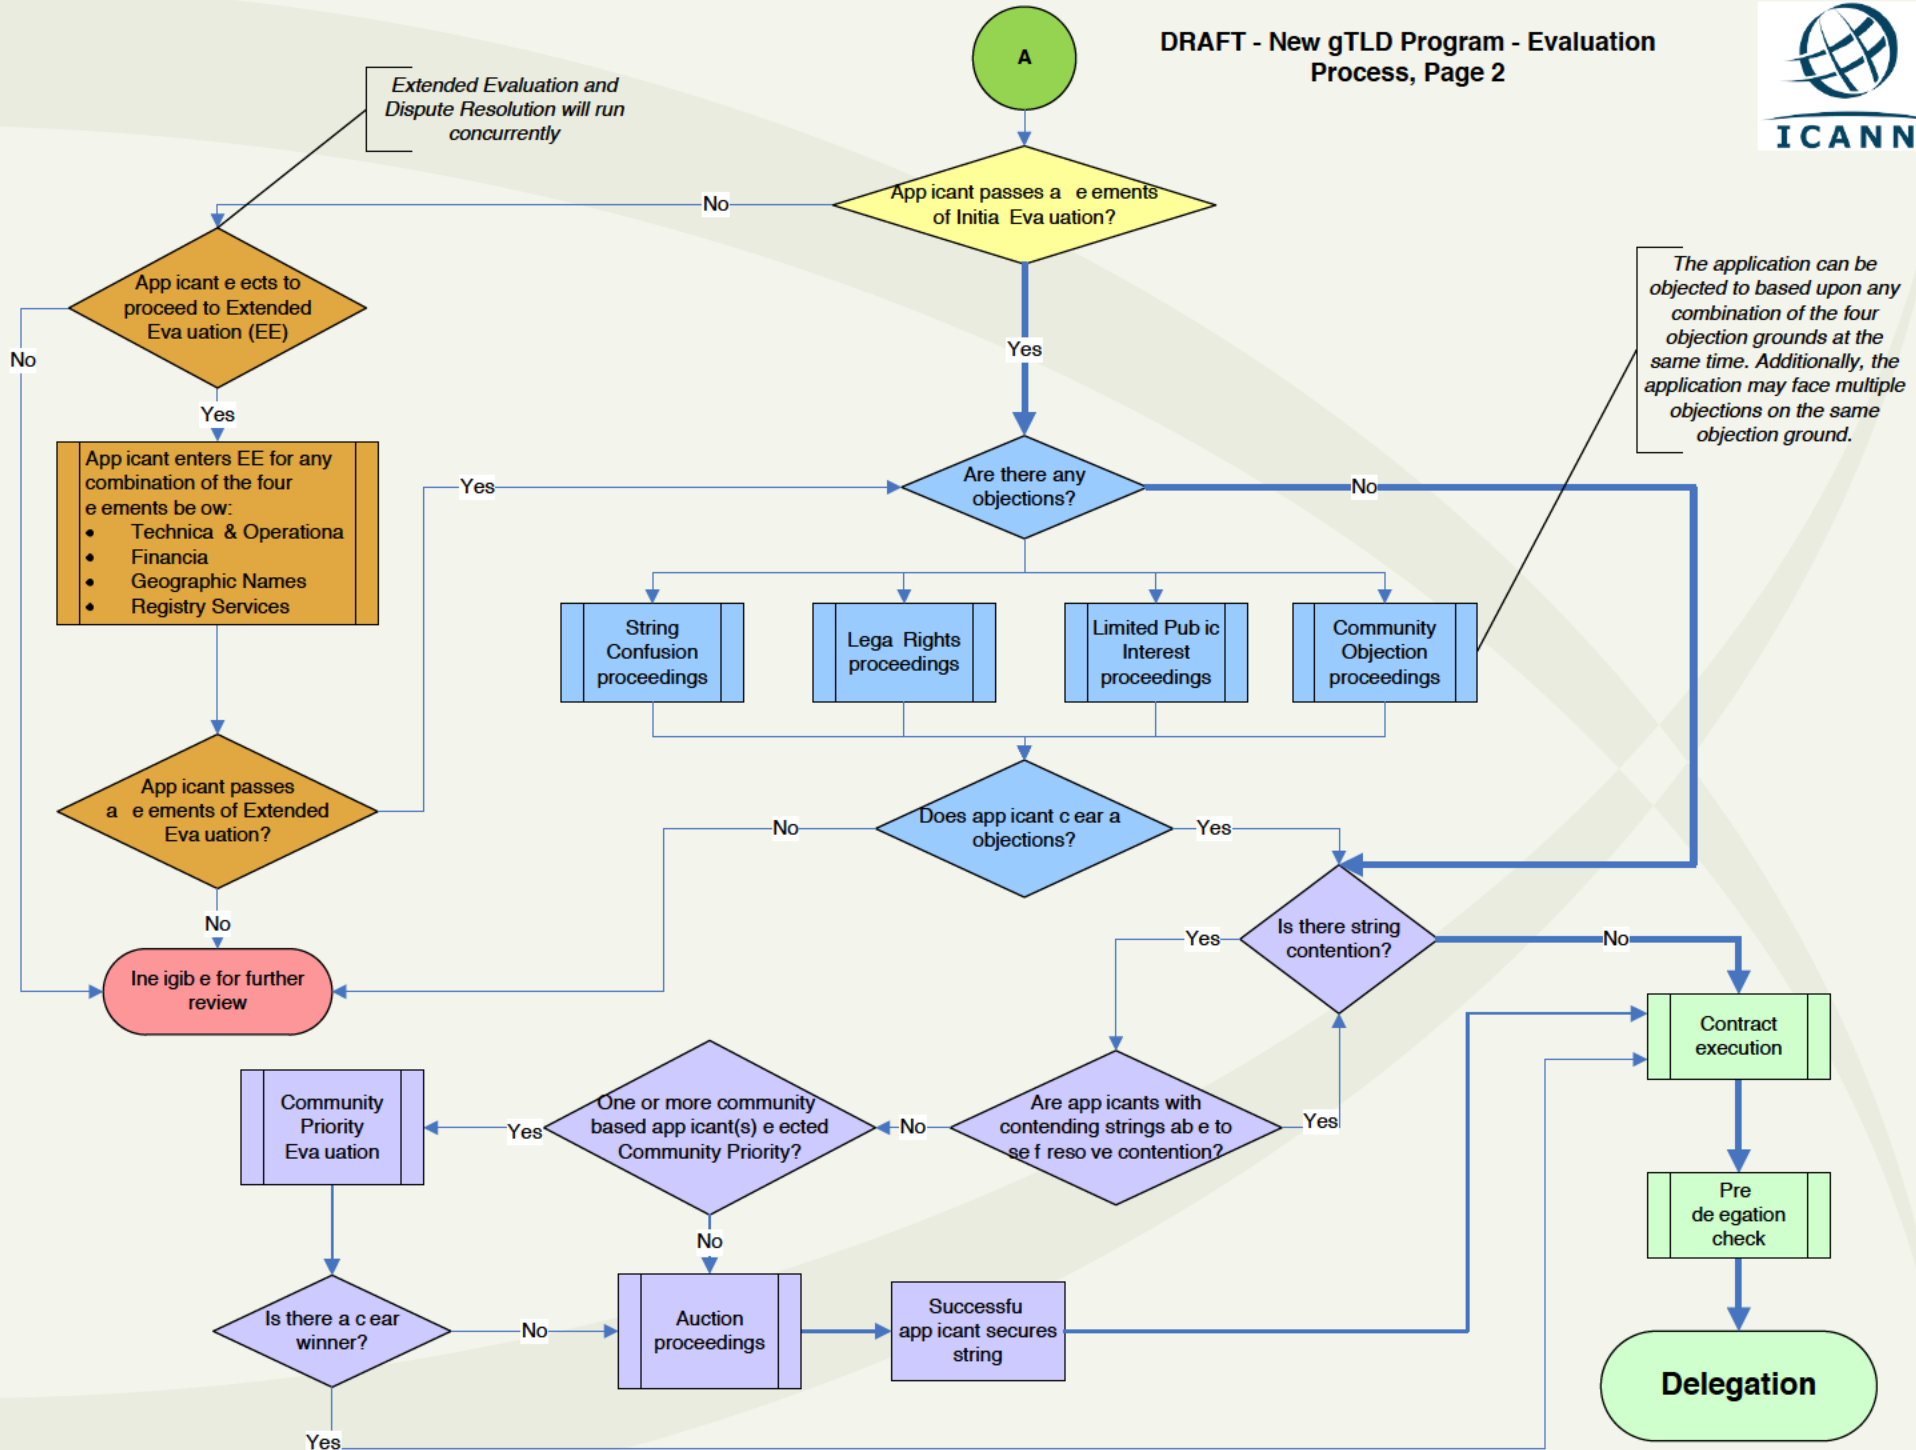 A
DRAFT - New gTLD Program - Evaluation
Process, Page 2
ICANN
Extended Evaluation and
Dispute Resolution will run
concurrently
App icant passes a e ements
of Initia Eva uation?
No
Yes
App icant e ects to
proceed to Extended
Eva uation (EE)
No
Yes
The application can be
objected to based upon any
combination of the four
objection grounds at the
same time. Additionally, the
application may face multiple
objections on the same
objection ground.
App icant enters EE for any
combination of the four
e ements be ow:
• Technica & Operationa
• Financia
• Geographic Names
• Registry Services
Yes
Are there any
objections?
No
String
Confusion
proceedings
Lega Rights
proceedings
Limited Pub ic
Interest
proceedings
Community
Objection
proceedings
App icant passes
a e ements of Extended
Eva uation?
No
Does app icant c ear a
objections?
No
Yes
Ine igib e for further
review
Is there string
contention?
Yes
No
Contract
execution
Community
Priority
Eva uation
Yes
One or more community
based app icant(s) e ected
Community Priority?
No
Are app icants with
contending strings ab e to
se f reso ve contention?
Yes
Pre
de egation
check
No
Is there a c ear
winner?
No
Auction
proceedings
Successfu
app icant secures
string
Delegation
Yes